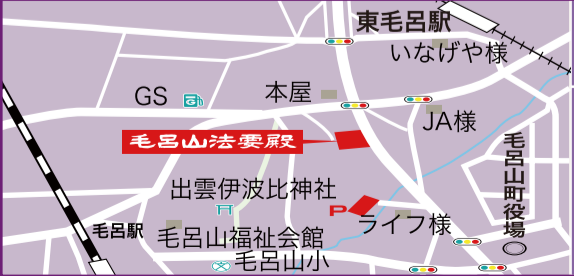 東毛呂駅
いなげや様
GS
G
本屋
JA様
毛呂山法要殿
毛呂山町役場
出雲伊波比神社
P
ライフ様
毛呂駅
毛呂山福祉会館
文
毛呂山小